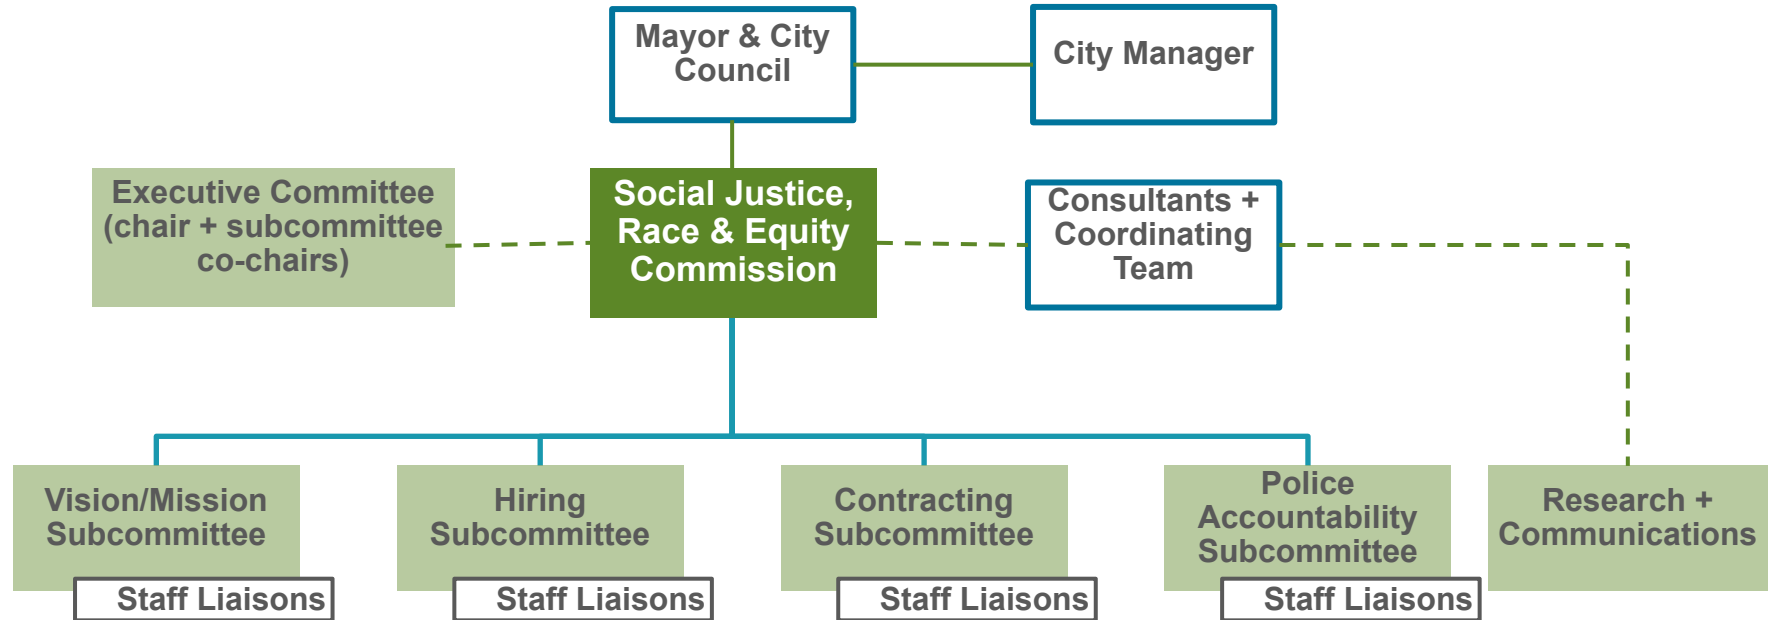 Mayor & City
Council
City Manager
Executive Committee
(chair + subcommittee
co-chairs)
Social Justice,
Race & Equity
Commission
Consultants +
Coordinating
Team
Vision/Mission
Subcommittee
Staff Liaisons
Hiring
Subcommittee
Staff Liaisons
Contracting
Subcommittee
Staff Liaisons
Police
Accountability
Subcommittee
Staff Liaisons
Research +
Communications